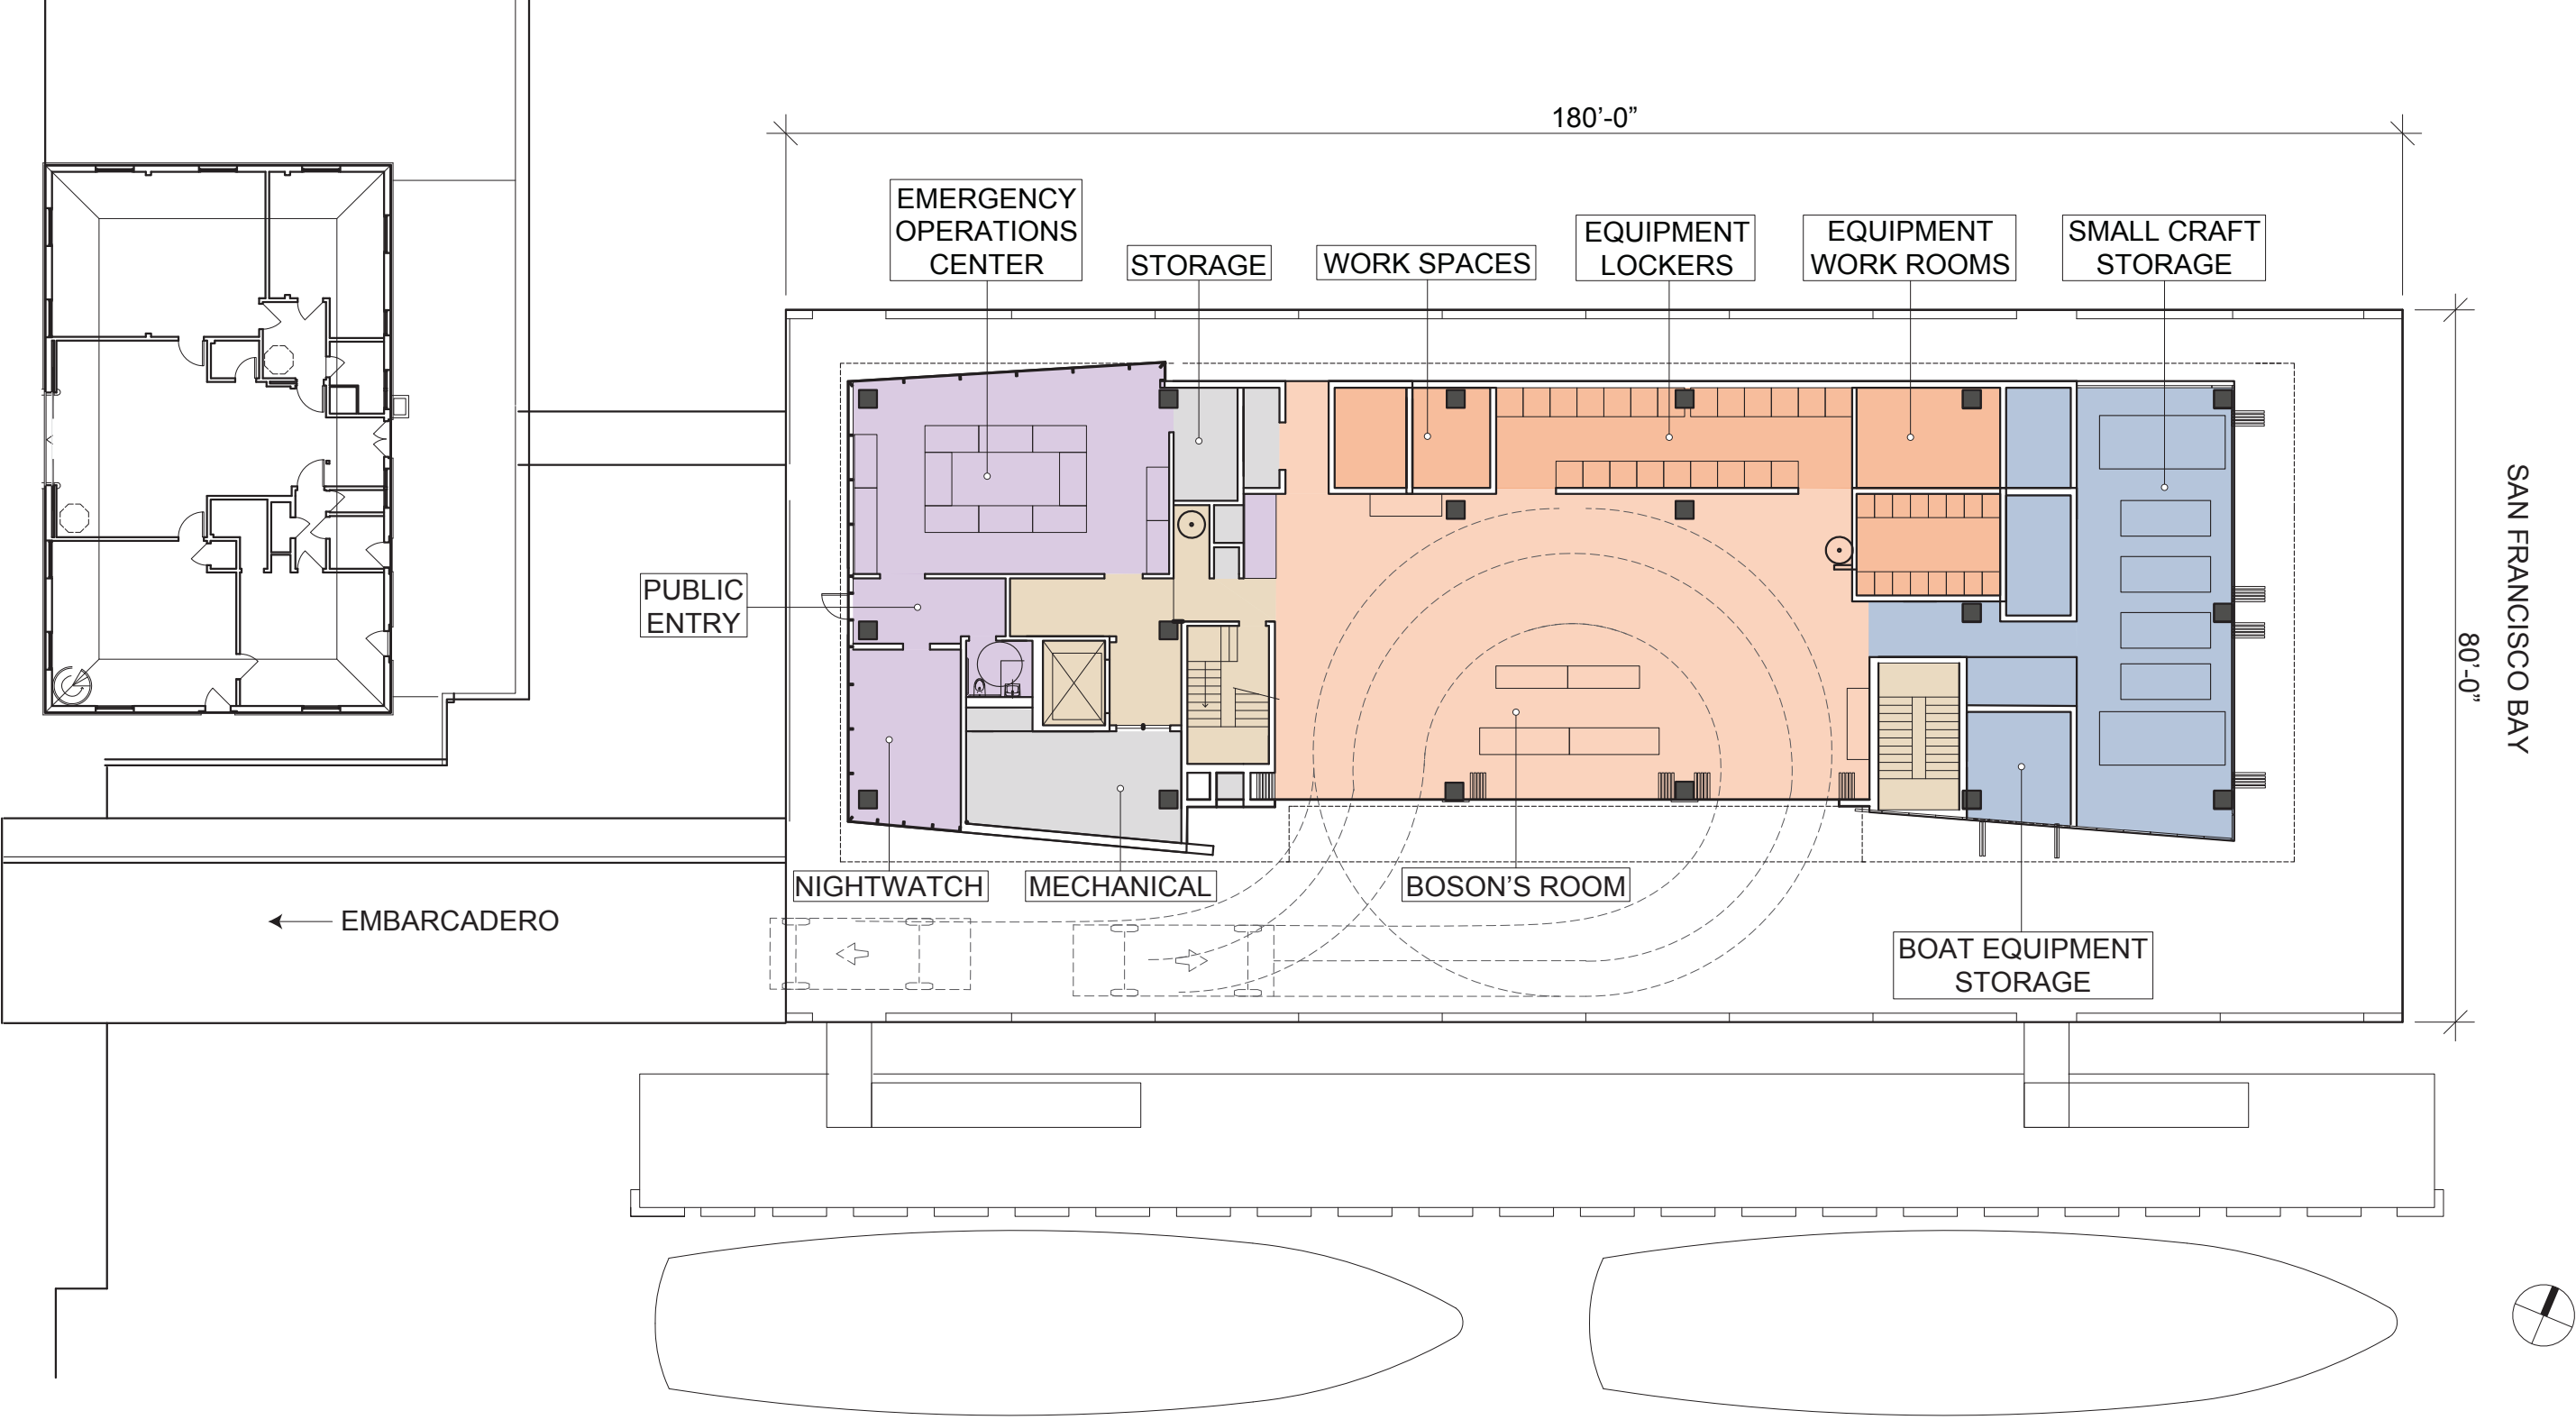 180’-0”
EMERGENCY
OPERATIONS
CENTER
STORAGE
WORK SPACES
EQUIPMENT
LOCKERS
EQUIPMENT
WORK ROOMS
SMALL CRAFT
STORAGE
PUBLIC
ENTRY
SAN FRANCISCO BAY
80’-0”
NIGHTWATCH
MECHANICAL
BOSON’S ROOM
EMBARCADERO
BOAT EQUIPMENT
STORAGE